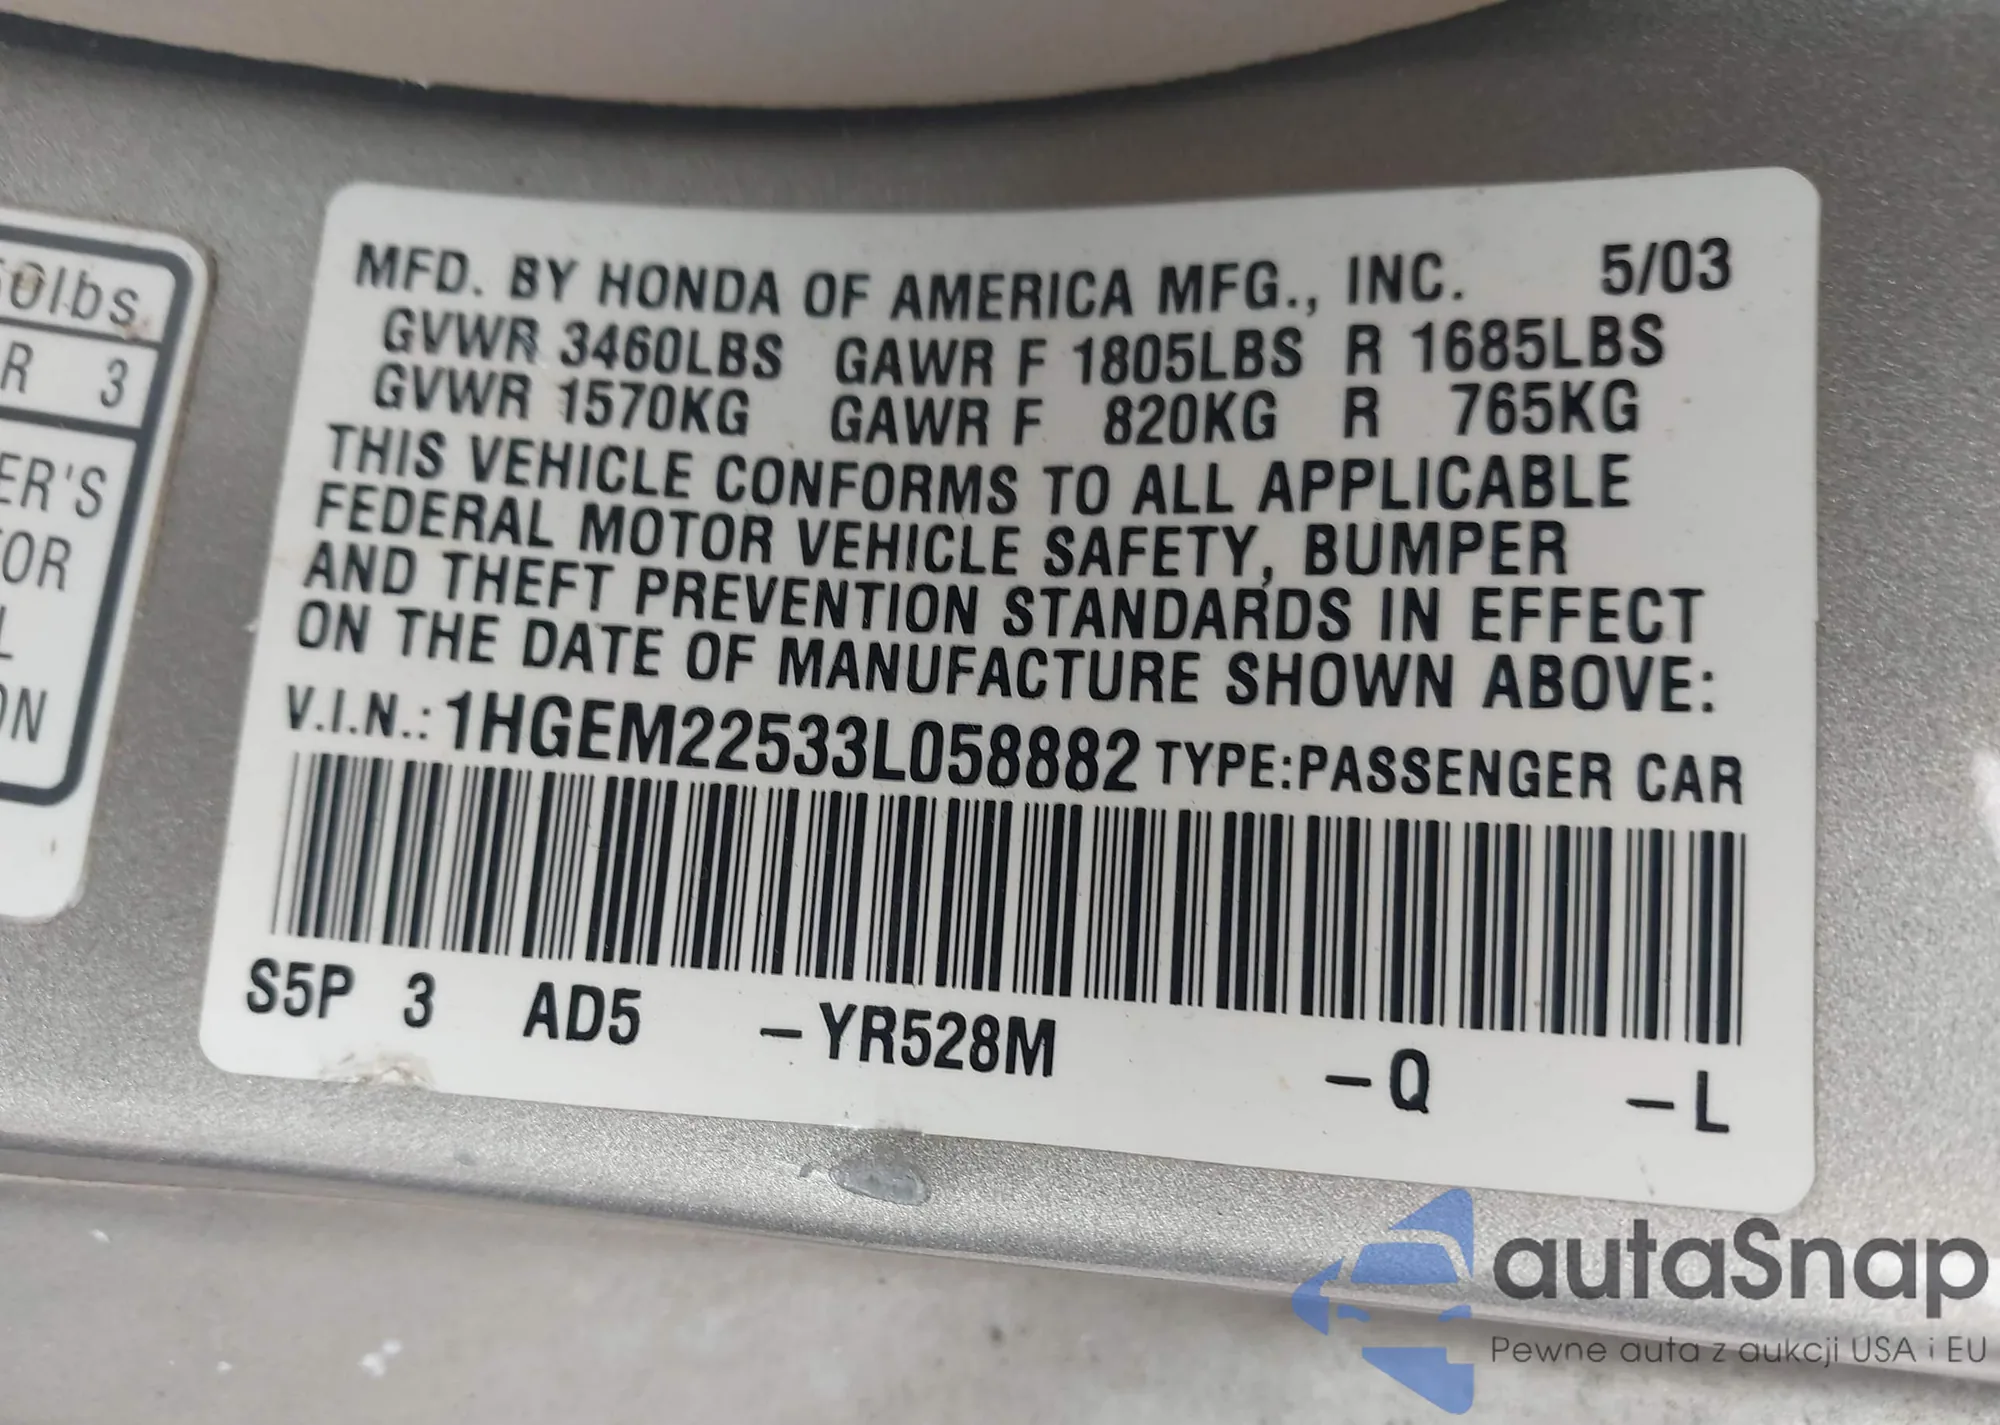 50lbs
R 3
ER'S
TOR
L
ON
MFD. BY HONDA OF AMERICA MFG., INC. 5/03
GVWR 3460LBS GAWR F 1805LBS R 1685LBS
GVWR 1570KG GAWR F 820KG R 765KG
THIS VEHICLE CONFORMS TO ALL APPLICABLE
FEDERAL MOTOR VEHICLE SAFETY, BUMPER
AND THEFT PREVENTION STANDARDS IN EFFECT
ON THE DATE OF MANUFACTURE SHOWN ABOVE:
V.I.N.: 1HGEM22533L058882 TYPE:PASSENGER CAR
S5P 3 AD5 –YR528M –Q –L
autaSnap
Pewne auta z aukcji USA i EU